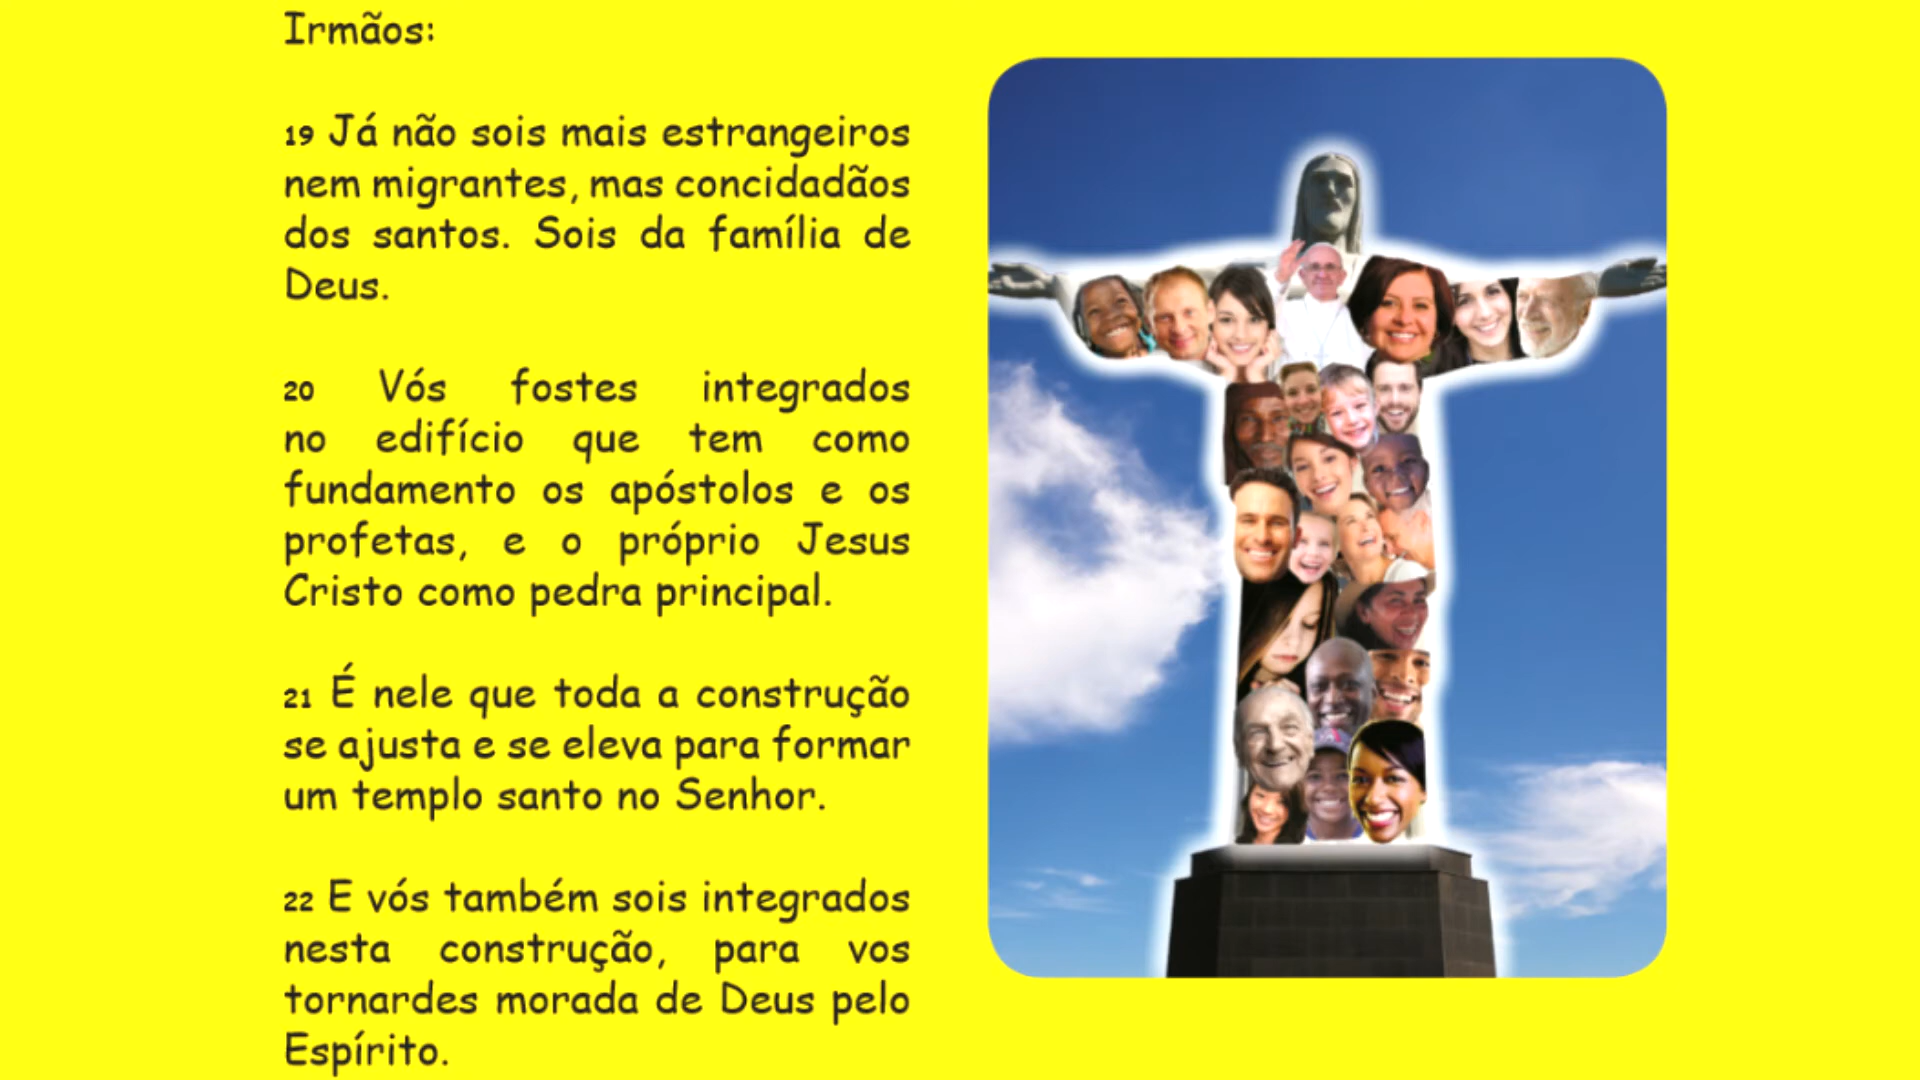 Irmãos:
19 Já não sois mais estrangeiros
nem migrantes, mas concidadãos
dos santos. Sois da família de
Deus.
20 Vós fostes integrados
no edifício que tem como
fundamento os apóstolos e os
profetas, e o próprio Jesus
Cristo como pedra principal.
21 É nele que toda a construção
se ajusta e se eleva para formar
um templo santo no Senhor.
22 E vós também sois integrados
nesta construção, para vos
tornardes morada de Deus pelo
Espírito.